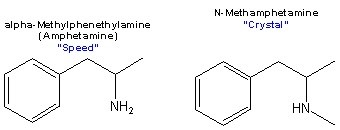 alpha-Methylphenethylamine
(Amphetamine)
"Speed"
NH2
N-Methamphetamine
"Crystal"
HN